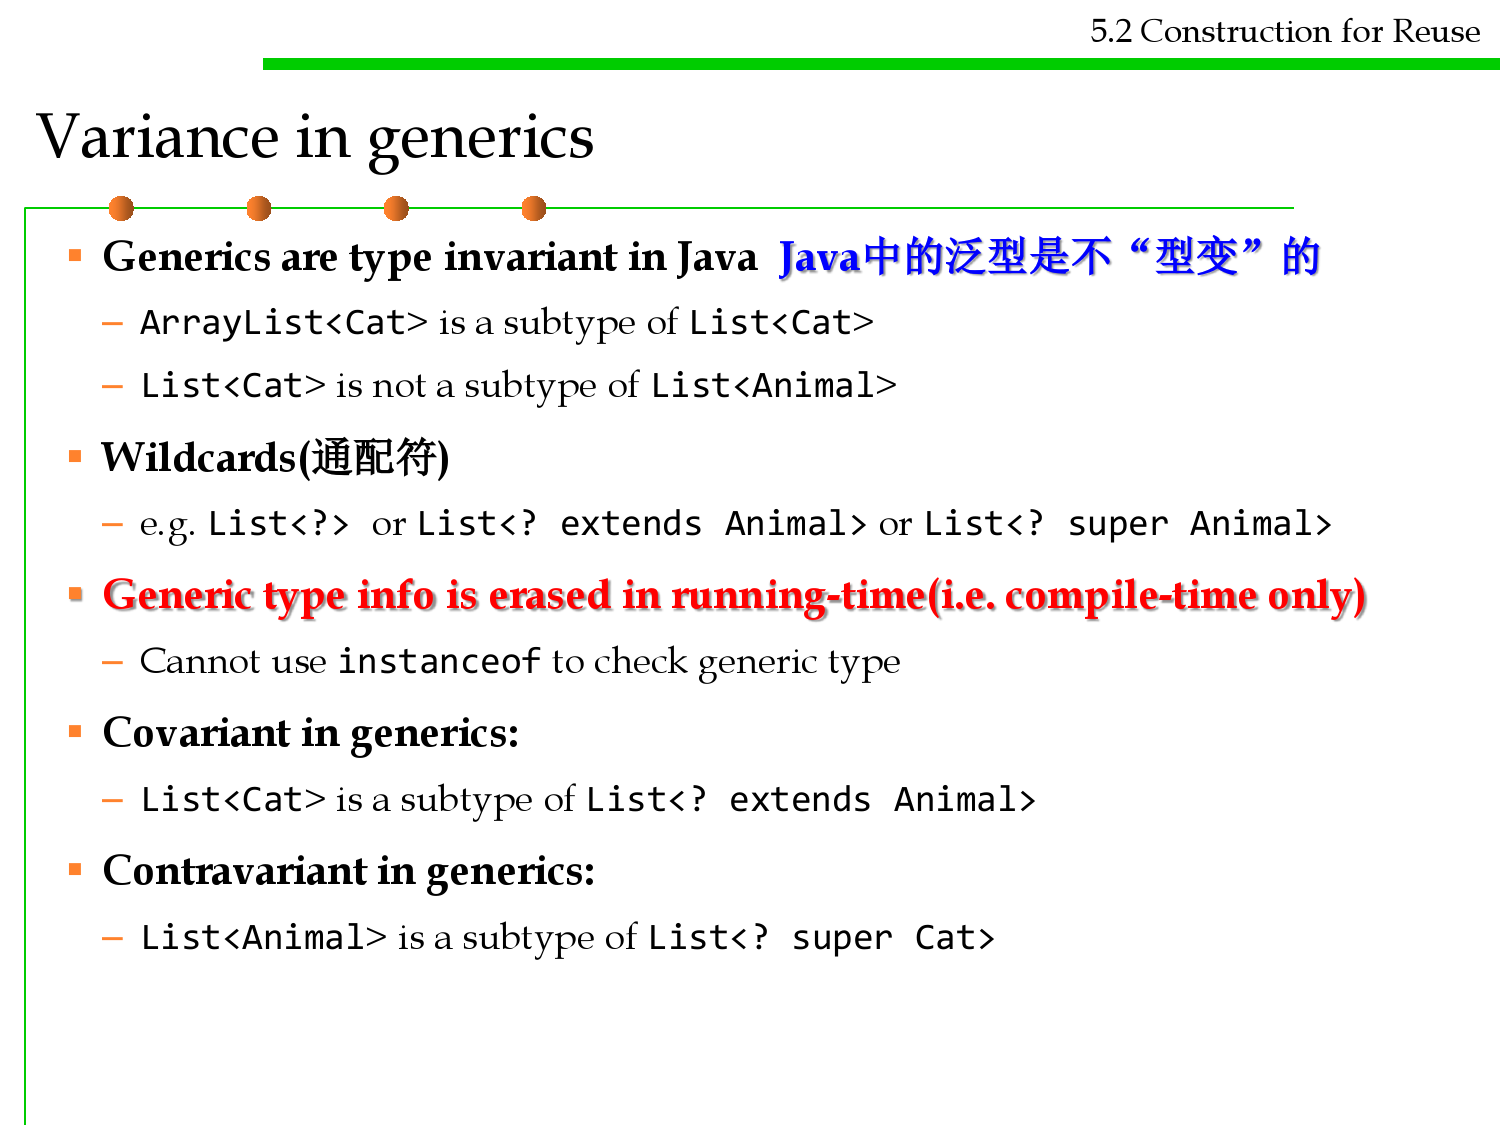 5.2 Construction for Reuse
Variance in generics
Generics are type invariant in Java Java中的泛型是不“型变”的
– ArrayList<Cat> is a subtype of List<Cat>
– List<Cat> is not a subtype of List<Animal>
Wildcards(通配符)
– e.g. List<?> or List<? extends Animal> or List<? super Animal>
Generic type info is erased in running-time(i.e. compile-time only)
– Cannot use instanceof to check generic type
Covariant in generics:
– List<Cat> is a subtype of List<? extends Animal>
Contravariant in generics:
– List<Animal> is a subtype of List<? super Cat>